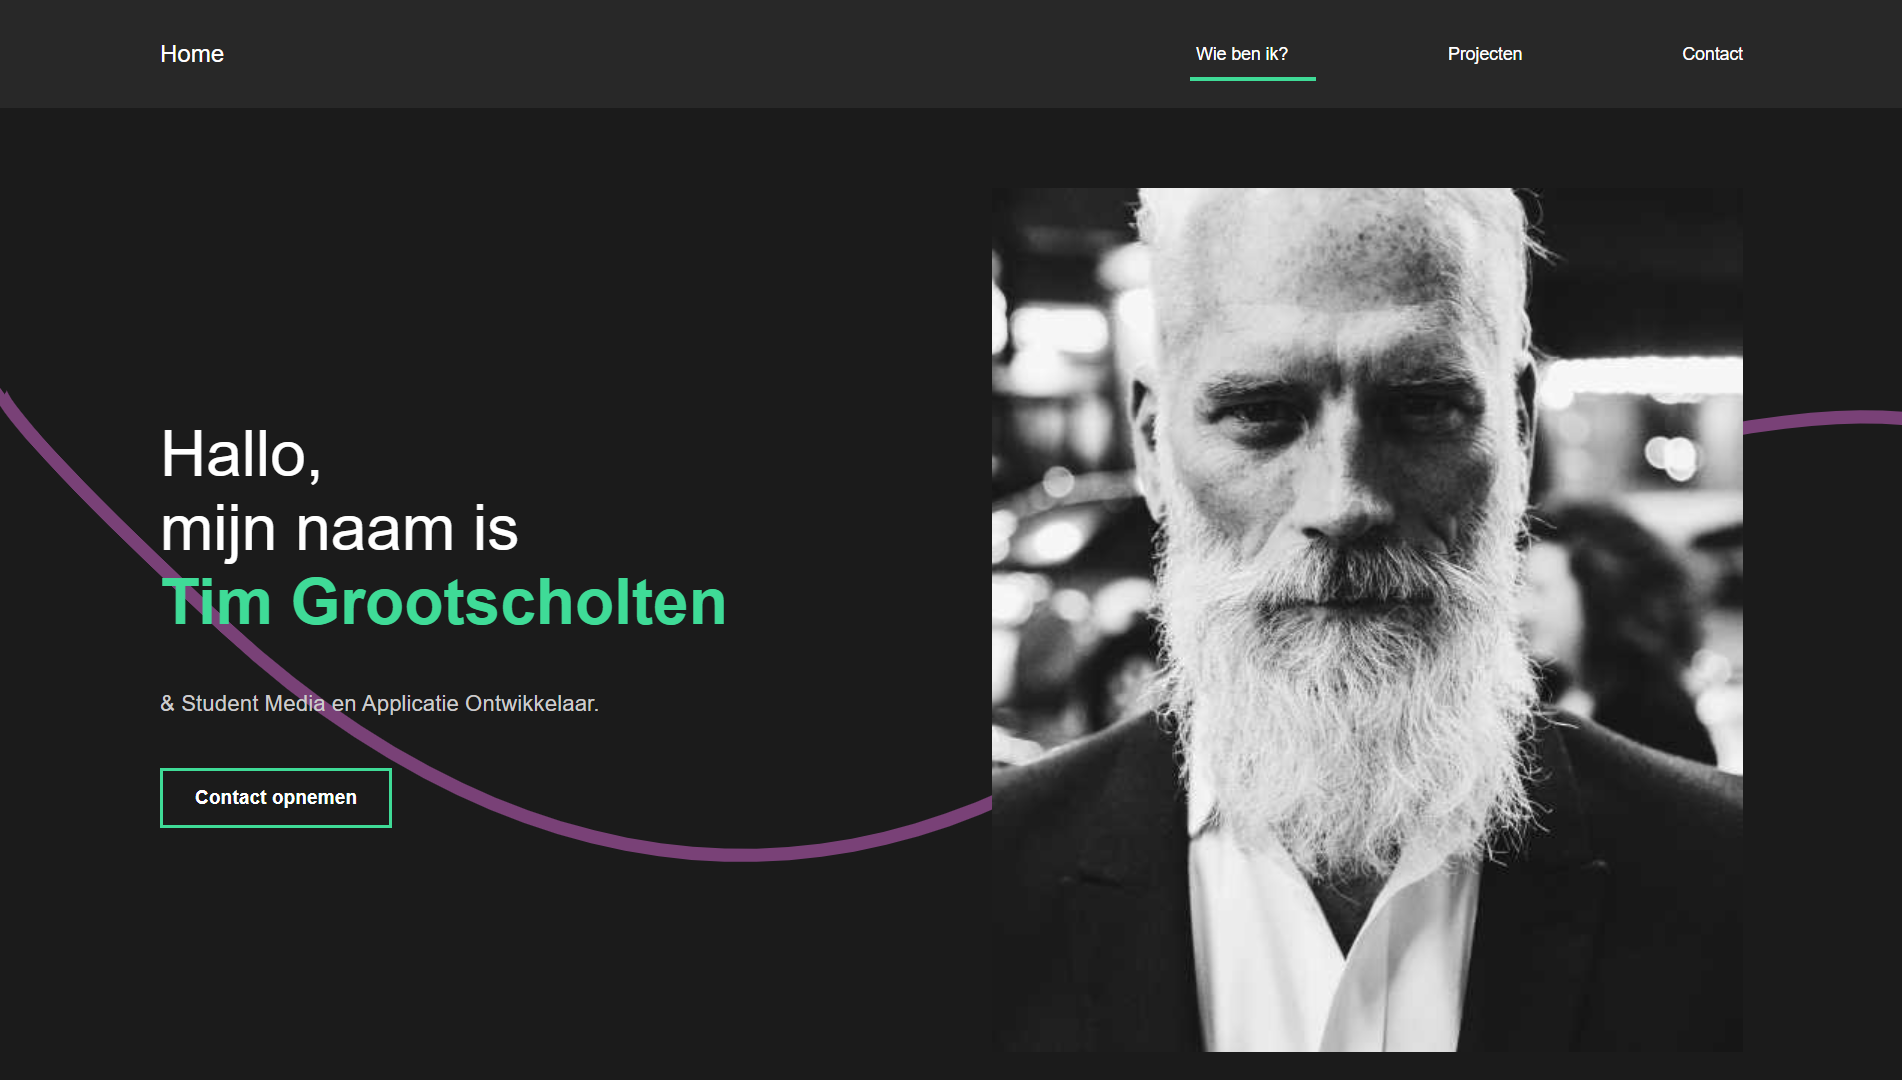 Home
Wie ben ik?
Projecten
Contact
Hallo,
mijn naam is
Tim Grootscholten
& Student Media en Applicatie Ontwikkelaar.
Contact opnemen